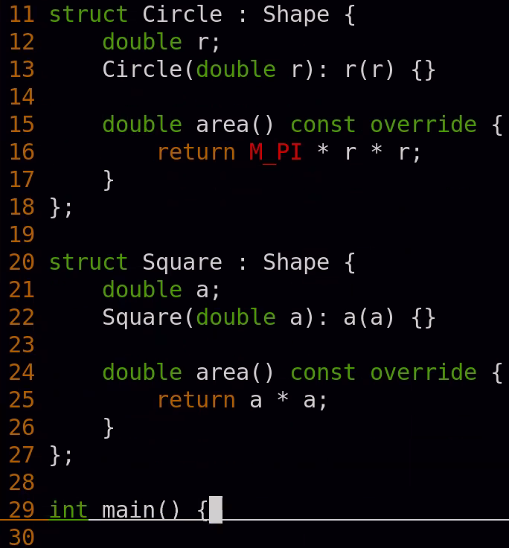 11 struct Circle : Shape {
12     double r;
13     Circle(double r): r(r) {}
14
15     double area() const override {
16         return M_PI * r * r;
17     }
18 };
19
20 struct Square : Shape {
21     double a;
22     Square(double a): a(a) {}
23
24     double area() const override {
25         return a * a;
26     }
27 };
28
29 int main() {
30